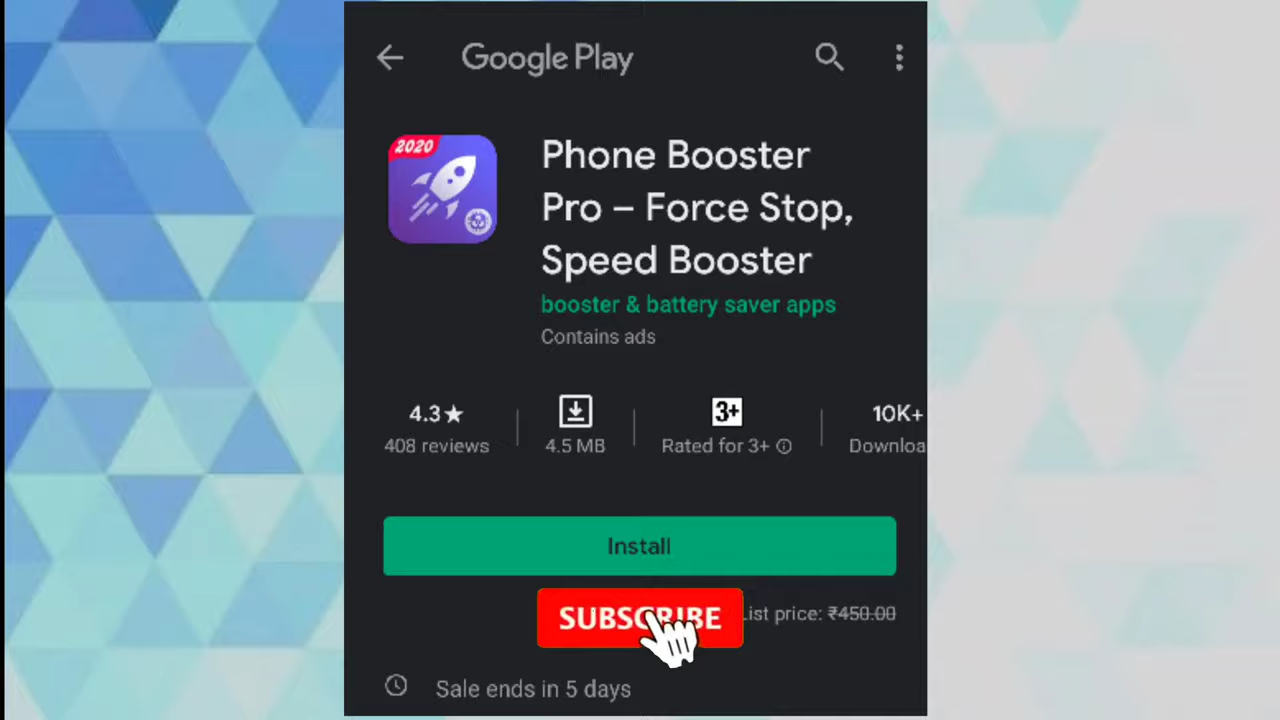 Google Play
2020
Phone Booster
Pro – Force Stop,
Speed Booster
booster & battery saver apps
Contains ads
4.3★
3+
10K+
408 reviews
4.5 MB
Rated for 3+
Downloa
Install
SUBSCRIBE
List price: ₹450.00
Sale ends in 5 days